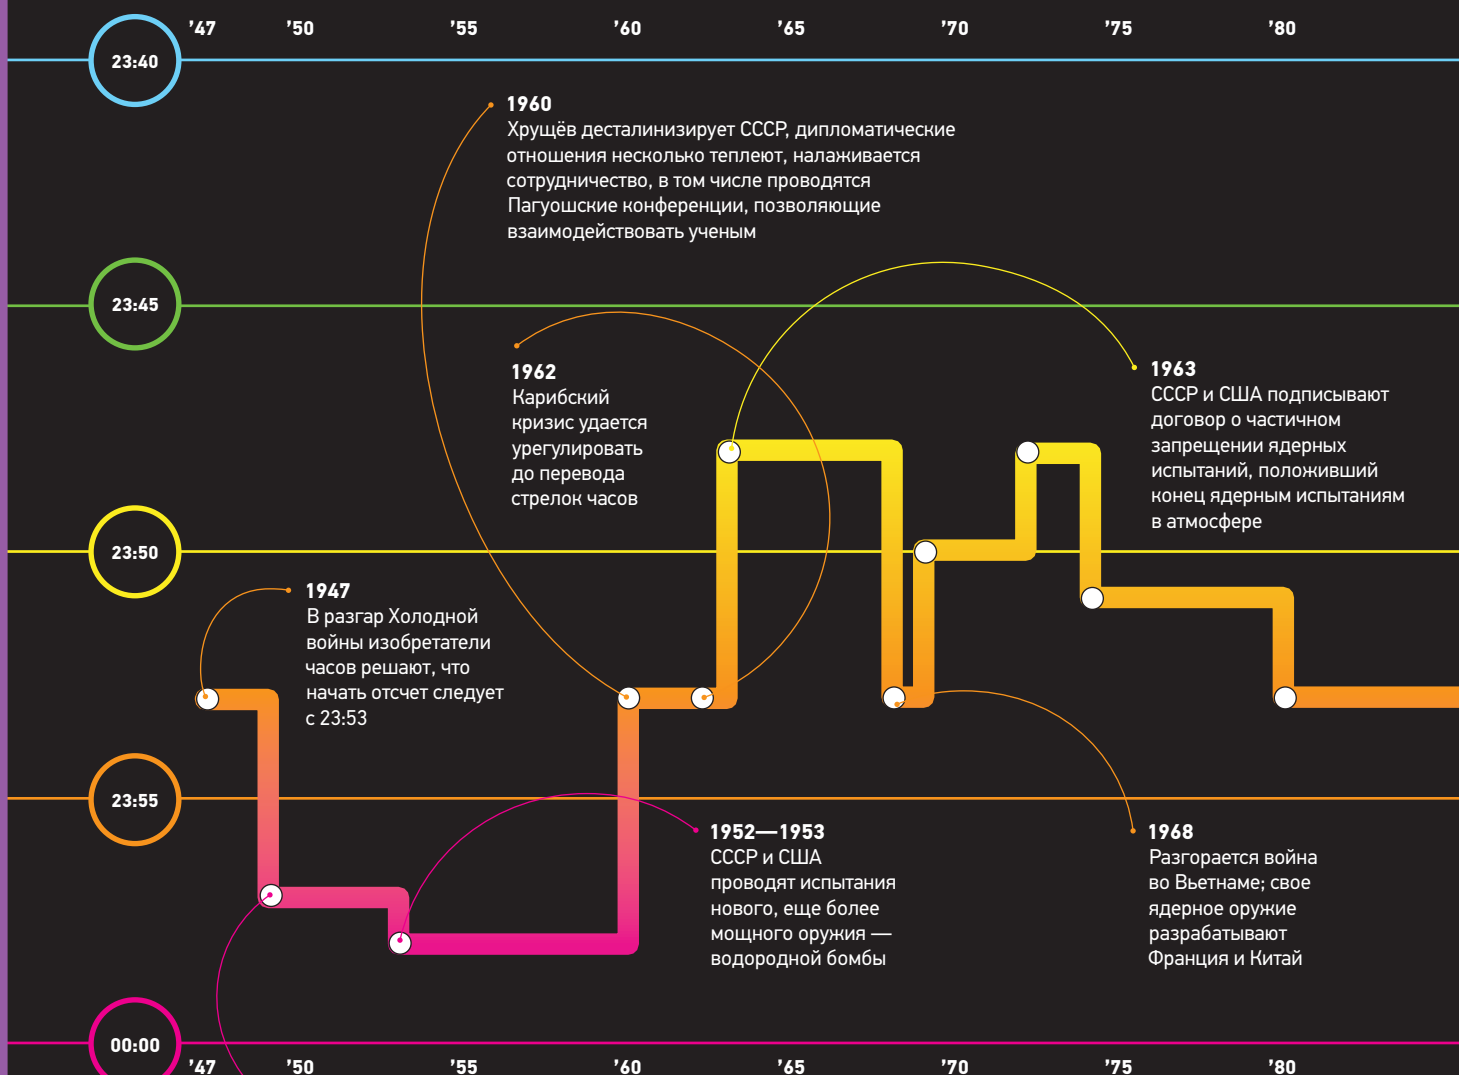 ’47 ’50 ’55 ’60 ’65 ’70 ’75 ’80
23:40
1960
Хрущёв десталинизирует СССР, дипломатические
отношения несколько теплеют, налаживается
сотрудничество, в том числе проводятся
Пагуошские конференции, позволяющие
взаимодействовать ученым
23:45
1962
Карибский
кризис удается
урегулировать
до перевода
стрелок часов
1963
СССР и США подписывают
договор о частичном
запрещении ядерных
испытаний, положивший
конец ядерным испытаниям
в атмосфере
23:50
1947
В разгар Холодной
войны изобретатели
часов решают, что
начать отсчет следует
с 23:53
23:55
1952—1953
СССР и США
проводят испытания
нового, еще более
мощного оружия —
водородной бомбы
1968
Разгорается война
во Вьетнаме; свое
ядерное оружие
разрабатывают
Франция и Китай
00:00
’47 ’50 ’55 ’60 ’65 ’70 ’75 ’80